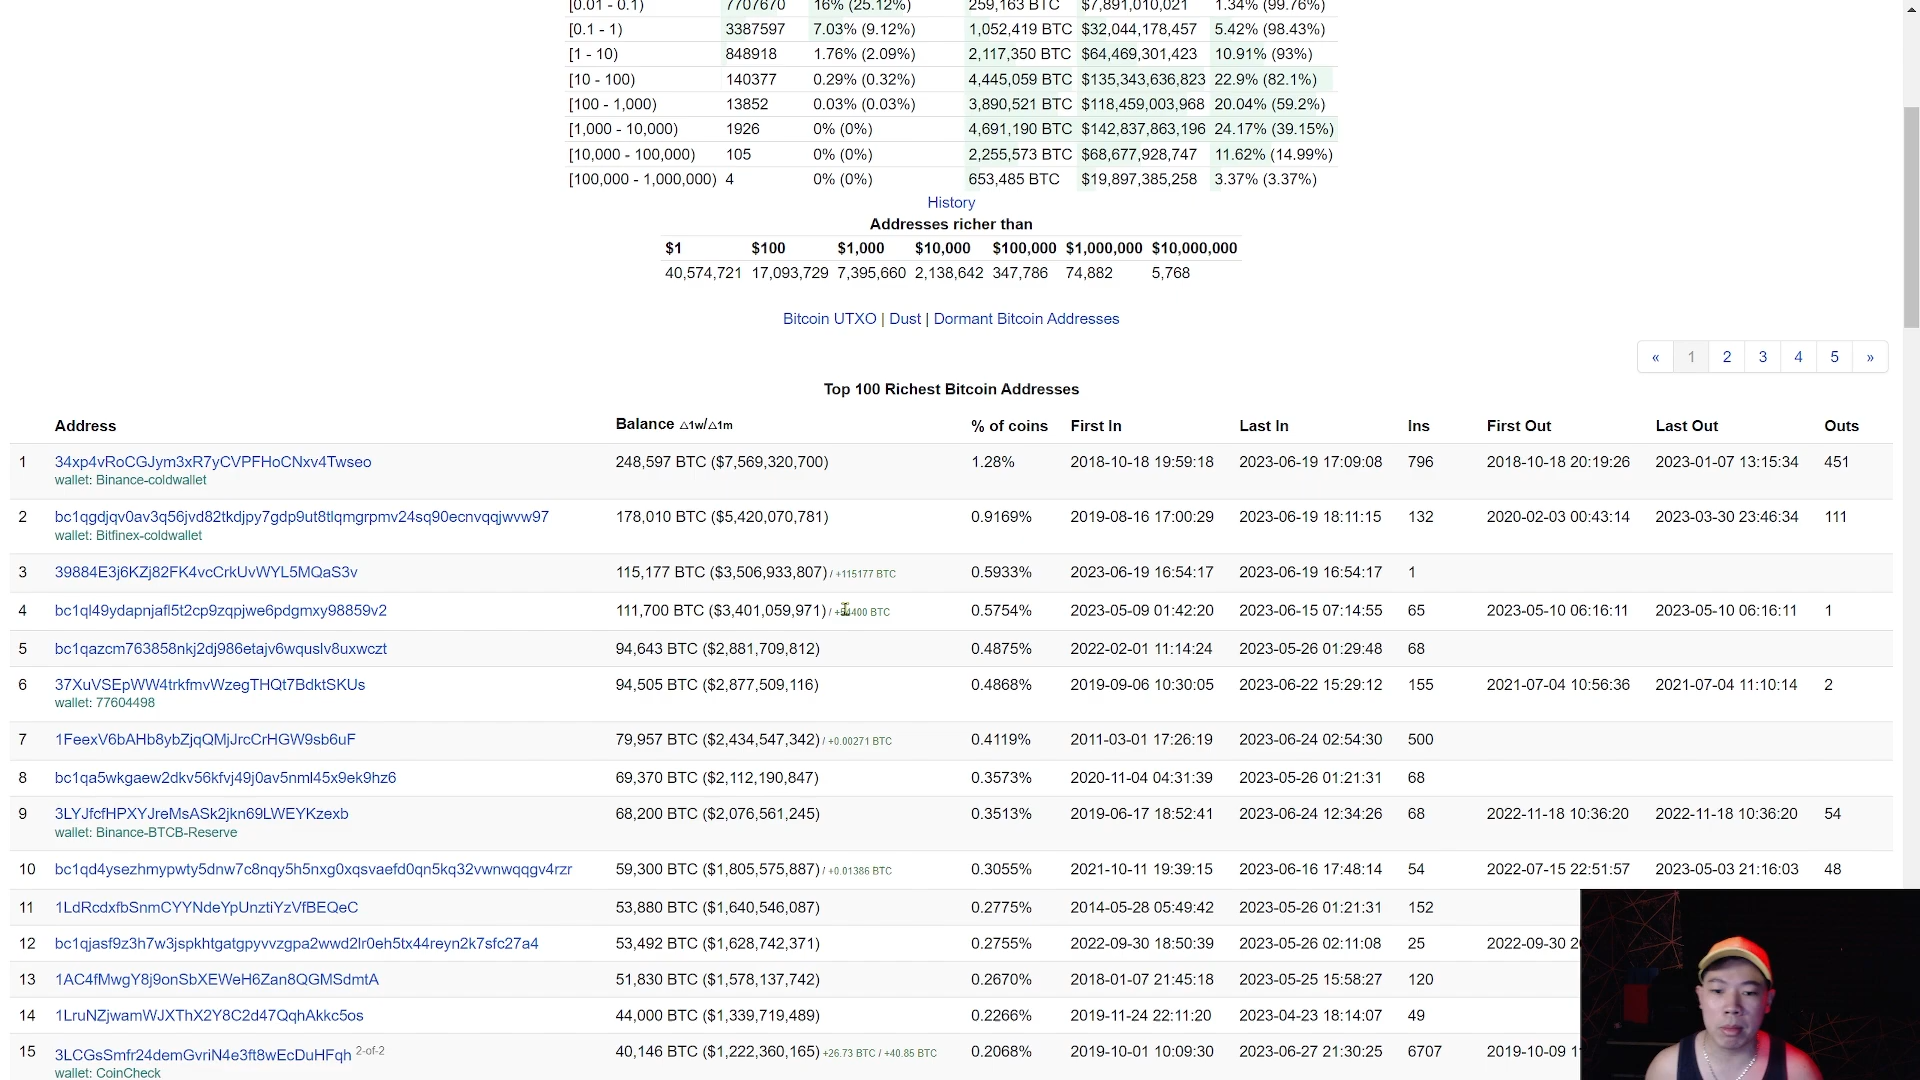 [0.01 - 0.1) 7707670 16% (25.12%) 259,163 BTC $7,891,010,021 1.34% (99.76%)
[0.1 - 1) 3387597 7.03% (9.12%) 1,052,419 BTC $32,044,178,457 5.42% (98.43%)
[1 - 10) 848918 1.76% (2.09%) 2,117,350 BTC $64,469,301,423 10.91% (93%)
[10 - 100) 140377 0.29% (0.32%) 4,445,059 BTC $135,343,636,823 22.9% (82.1%)
[100 - 1,000) 13852 0.03% (0.03%) 3,890,521 BTC $118,459,003,968 20.04% (59.2%)
[1,000 - 10,000) 1926 0% (0%) 4,691,190 BTC $142,837,863,196 24.17% (39.15%)
[10,000 - 100,000) 105 0% (0%) 2,255,573 BTC $68,677,928,747 11.62% (14.99%)
[100,000 - 1,000,000) 4 0% (0%) 653,485 BTC $19,897,385,258 3.37% (3.37%)
History
Addresses richer than
$1 $100 $1,000 $10,000 $100,000 $1,000,000 $10,000,000
40,574,721 17,093,729 7,395,660 2,138,642 347,786 74,882 5,768
Bitcoin UTXO | Dust | Dormant Bitcoin Addresses
« 1 2 3 4 5 »
Top 100 Richest Bitcoin Addresses
Address Balance △1w/△1m % of coins First In Last In Ins First Out Last Out Outs
1 34xp4vRoCGJym3xR7yCVPFHoCNxv4Twseo 248,597 BTC ($7,569,320,700) 1.28% 2018-10-18 19:59:18 2023-06-19 17:09:08 796 2018-10-18 20:19:26 2023-01-07 13:15:34 451
wallet: Binance-coldwallet
2 bc1qgdjqv0av3q56jvd82tkdjpy7gdp9ut8tlqmgrpmv24sq90ecnvqqjwvw97 178,010 BTC ($5,420,070,781) 0.9169% 2019-08-16 17:00:29 2023-06-19 18:11:15 132 2020-02-03 00:43:14 2023-03-30 23:46:34 111
wallet: Bitfinex-coldwallet
3 39884E3j6KZj82FK4vcCrkUvWYL5MQaS3v 115,177 BTC ($3,506,933,807) / +115177 BTC 0.5933% 2023-06-19 16:54:17 2023-06-19 16:54:17 1
4 bc1ql49ydapnjafl5t2cp9zqpjwe6pdgmxy98859v2 111,700 BTC ($3,401,059,971) / BTC 0.5754% 2023-05-09 01:42:20 2023-06-15 07:14:55 65 2023-05-10 06:16:11 2023-05-10 06:16:11 1
5 bc1qazcm763858nkj2dj986etajv6wquslv8uxwczt 94,643 BTC ($2,881,709,812) 0.4875% 2022-02-01 11:14:24 2023-05-26 01:29:48 68
6 37XuVSEpWW4trkfmvWzegTHQt7BdktSKUs 94,505 BTC ($2,877,509,116) 0.4868% 2019-09-06 10:30:05 2023-06-22 15:29:12 155 2021-07-04 10:56:36 2021-07-04 11:10:14 2
wallet: 77604498
7 1FeexV6bAHb8ybZjqQMjJrcCrHGW9sb6uF 79,957 BTC ($2,434,547,342) / +0.00271 BTC 0.4119% 2011-03-01 17:26:19 2023-06-24 02:54:30 500
8 bc1qa5wkgaew2dkv56kfvj49j0av5nml45x9ek9hz6 69,370 BTC ($2,112,190,847) 0.3573% 2020-11-04 04:31:39 2023-05-26 01:21:31 68
9 3LYJfcfHPXYJreMsASk2jkn69LWEYKzexb 68,200 BTC ($2,076,561,245) 0.3513% 2019-06-17 18:52:41 2023-06-24 12:34:26 68 2022-11-18 10:36:20 2022-11-18 10:36:20 54
wallet: Binance-BTCB-Reserve
10 bc1qd4ysezhmypwty5dnw7c8nqy5h5nxg0xqsvaefd0qn5kq32vwnwqqgv4rzr 59,300 BTC ($1,805,575,887) / +0.01386 BTC 0.3055% 2021-10-11 19:39:15 2023-06-16 17:48:14 54 2022-07-15 22:51:57 2023-05-03 21:16:03 48
11 1LdRcdxfbSnmCYYNdeYpUnztiYzVfBEQeC 53,880 BTC ($1,640,546,087) 0.2775% 2014-05-28 05:49:42 2023-05-26 01:21:31 152
12 bc1qjasf9z3h7w3jspkhtgatgpyvvzgpa2wwd2lr0eh5tx44reyn2k7sfc27a4 53,492 BTC ($1,628,742,371) 0.2755% 2022-09-30 18:50:39 2023-05-26 02:11:08 25 2022-09-30 2
13 1AC4fMwgY8j9onSbXEWeH6Zan8QGMSdmtA 51,830 BTC ($1,578,137,742) 0.2670% 2018-01-07 21:45:18 2023-05-25 15:58:27 120
14 1LruNZjwamWJXThX2Y8C2d47QqhAkkc5os 44,000 BTC ($1,339,719,489) 0.2266% 2019-11-24 22:11:20 2023-04-23 18:14:07 49
15 3LCGsSmfr24demGvriN4e3ft8wEcDuHFqh 2-of-2 40,146 BTC ($1,222,360,165) +26.73 BTC / +40.85 BTC 0.2068% 2019-10-01 10:09:30 2023-06-27 21:30:25 6707 2019-10-09 1
wallet: CoinCheck